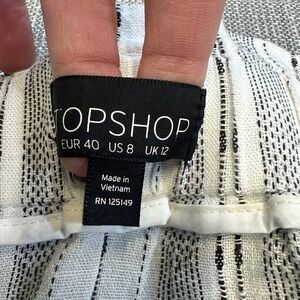 TOPSHOP
EUR 40 US 8 UK 12
Made in
Vietnam
RN 125149